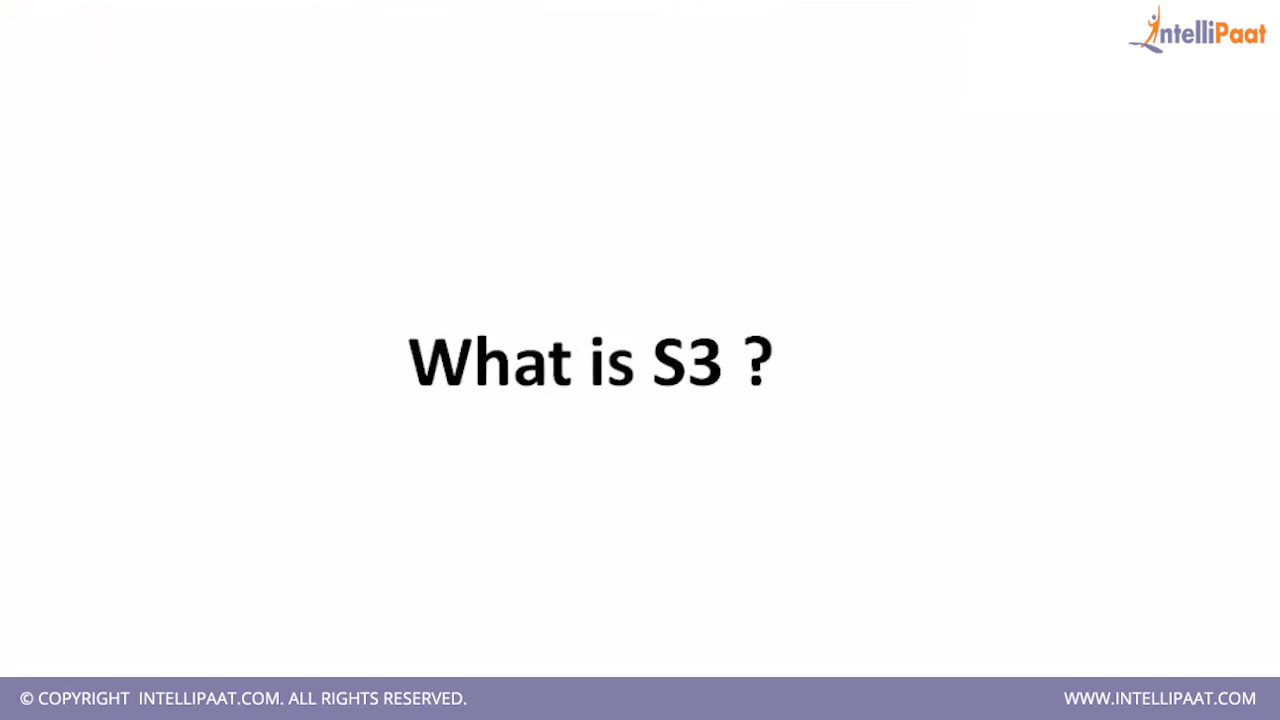 IntelliPaat
What is S3 ?
© COPYRIGHT INTELLIPAAT.COM. ALL RIGHTS RESERVED.
WWW.INTELLIPAAT.COM